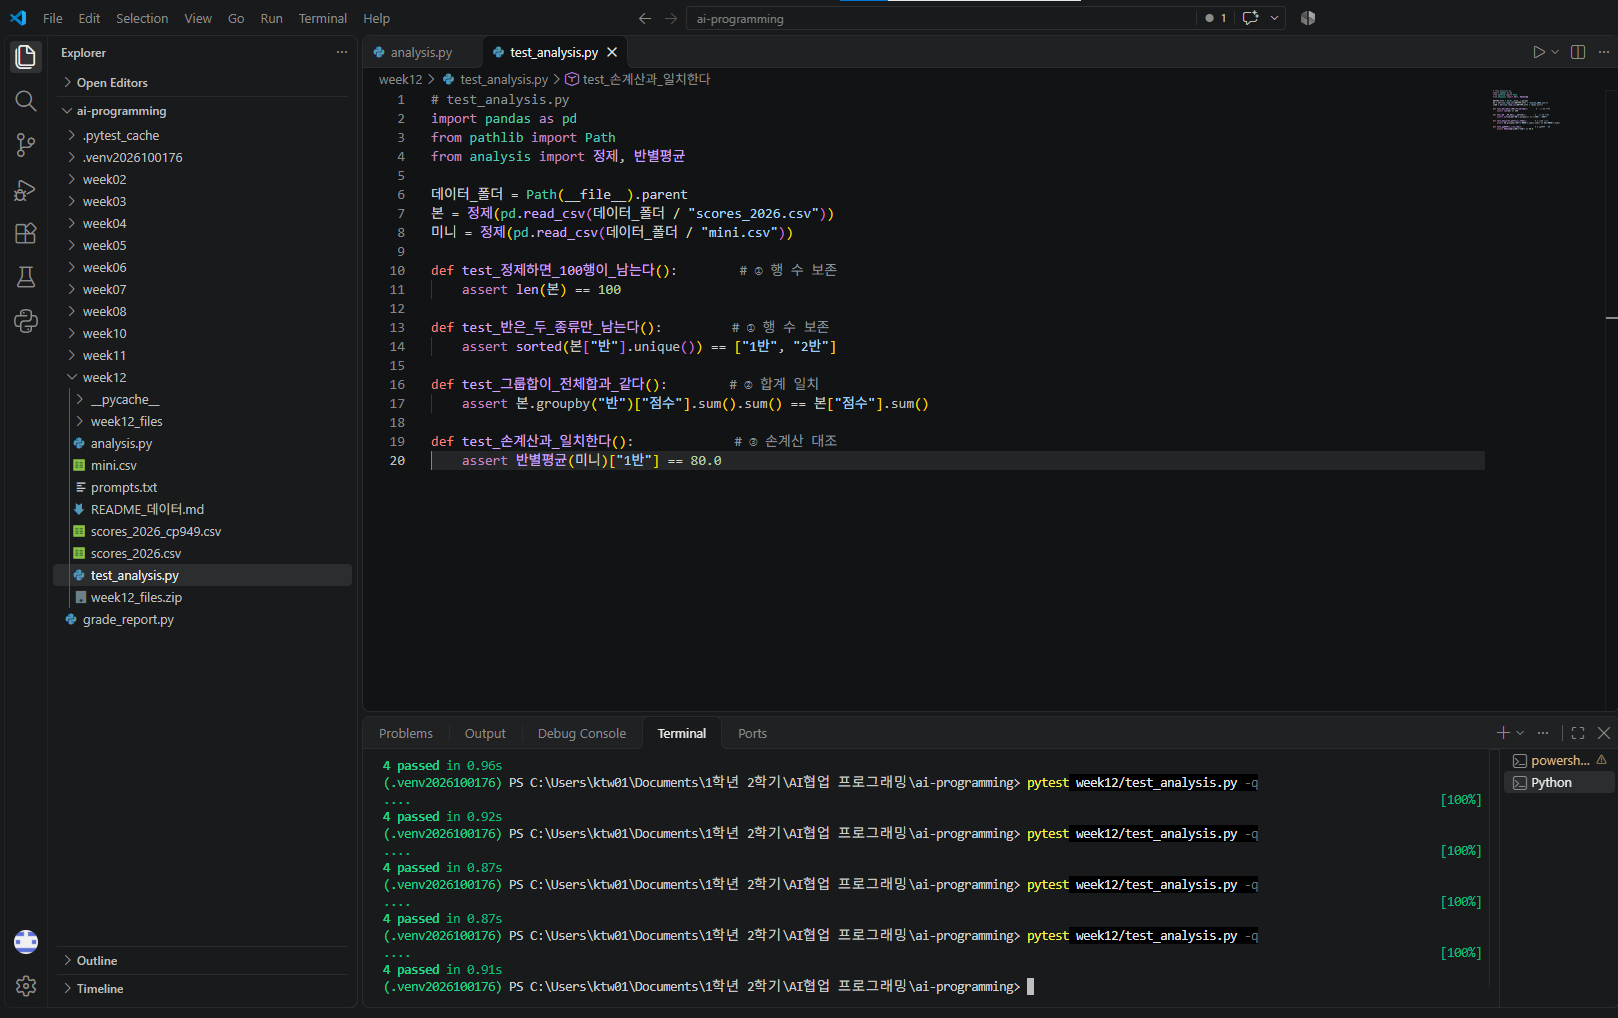 File Edit Selection View Go Run Terminal Help
ai-programming
1
Explorer
Open Editors
ai-programming
.pytest_cache
.venv2026100176
week02
week03
week04
week05
week06
week07
week08
week10
week11
week12
__pycache__
week12_files
analysis.py
mini.csv
prompts.txt
README_데이터.md
scores_2026_cp949.csv
scores_2026.csv
test_analysis.py
week12_files.zip
grade_report.py
Outline
Timeline
analysis.py
test_analysis.py
week12 > test_analysis.py > test_손계산과_일치한다
1 # test_analysis.py
2 import pandas as pd
3 from pathlib import Path
4 from analysis import 정제, 반별평균
5
6 데이터_폴더 = Path(__file__).parent
7 본 = 정제(pd.read_csv(데이터_폴더 / "scores_2026.csv"))
8 미니 = 정제(pd.read_csv(데이터_폴더 / "mini.csv"))
9
10 def test_정제하면_100행이_남는다(): # ① 행 수 보존
11 assert len(본) == 100
12
13 def test_반은_두_종류만_남는다(): # ① 행 수 보존
14 assert sorted(본["반"].unique()) == ["1반", "2반"]
15
16 def test_그룹합이_전체합과_같다(): # ② 합계 일치
17 assert 본.groupby("반")["점수"].sum().sum() == 본["점수"].sum()
18
19 def test_손계산과_일치한다(): # ③ 손계산 대조
20 assert 반별평균(미니)["1반"] == 80.0
Problems Output Debug Console Terminal Ports
4 passed in 0.96s
(.venv2026100176) PS C:\Users\ktw01\Documents\1학년 2학기\AI협업 프로그래밍\ai-programming> pytest week12/test_analysis.py -q
.... [100%]
4 passed in 0.92s
(.venv2026100176) PS C:\Users\ktw01\Documents\1학년 2학기\AI협업 프로그래밍\ai-programming> pytest week12/test_analysis.py -q
.... [100%]
4 passed in 0.87s
(.venv2026100176) PS C:\Users\ktw01\Documents\1학년 2학기\AI협업 프로그래밍\ai-programming> pytest week12/test_analysis.py -q
.... [100%]
4 passed in 0.87s
(.venv2026100176) PS C:\Users\ktw01\Documents\1학년 2학기\AI협업 프로그래밍\ai-programming> pytest week12/test_analysis.py -q
.... [100%]
4 passed in 0.91s
(.venv2026100176) PS C:\Users\ktw01\Documents\1학년 2학기\AI협업 프로그래밍\ai-programming>
powersh...
Python